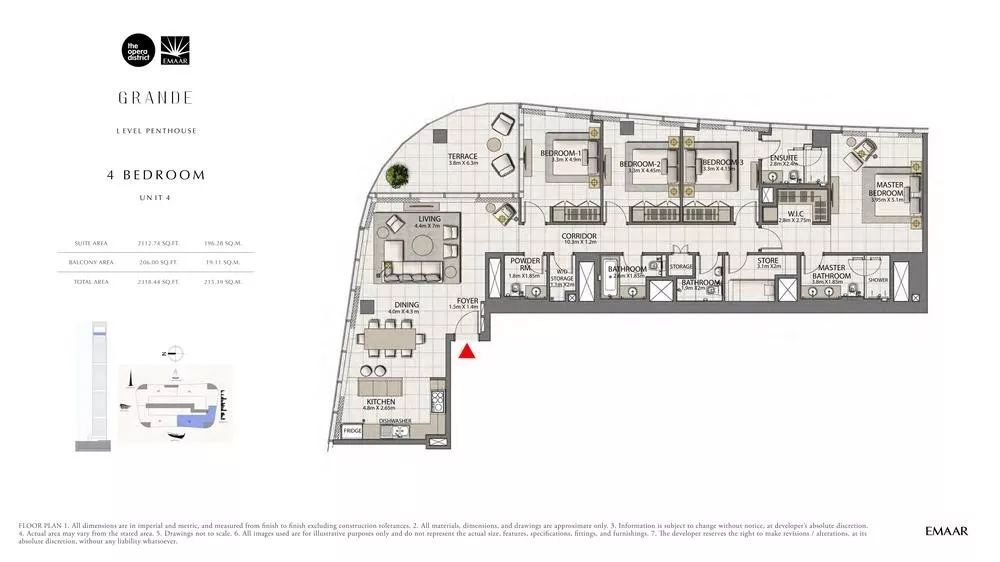 the
opera
district
EMAAR
GRANDE
LEVEL PENTHOUSE
4 BEDROOM
UNIT 4
SUITE AREA 2112.74 SQ.FT. 196.28 SQ.M.
BALCONY AREA 206.00 SQ.FT. 19.11 SQ.M.
TOTAL AREA 2318.44 SQ.FT. 215.39 SQ.M.
N
TERRACE
3.8m X 6.3m
BEDROOM-1
3.3m X 4.9m
BEDROOM-2
3.3m X 4.45m
BEDROOM-3
3.3m X 4.15m
ENSUITE
2.8m X 2.4m
MASTER
BEDROOM
3.95m X 5.1m
W.I.C
2.8m X 2.75m
LIVING
4.4m X 7m
CORRIDOR
10.3m X 1.2m
POWDER
RM.
1.8m X1.85m
W/D
STORAGE
BATHROOM
2.6m X1.85m
STORAGE
BATHROOM
1.9m X2m
STORE
3.1m X2m
MASTER
BATHROOM
3.8m X1.85m
SHOWER
FOYER
1.5m X 1.4m
DINING
4.0m X4.3 m
KITCHEN
4.8m X 2.65m
DISHWASHER
FRIDGE
FLOOR PLAN 1. All dimensions are in imperial and metric, and measured from finish to finish excluding construction tolerances. 2. All materials, dimensions, and drawings are approximate only. 3. Information is subject to change without notice, at developer's absolute discretion.
4. Actual area may vary from the stated area. 5. Drawings not to scale. 6. All images used are for illustrative purposes only and do not represent the actual size, features, specifications, fittings, and furnishings. 7. The developer reserves the right to make revisions / alterations, at its
absolute discretion, without any liability whatsoever.
EMAAR